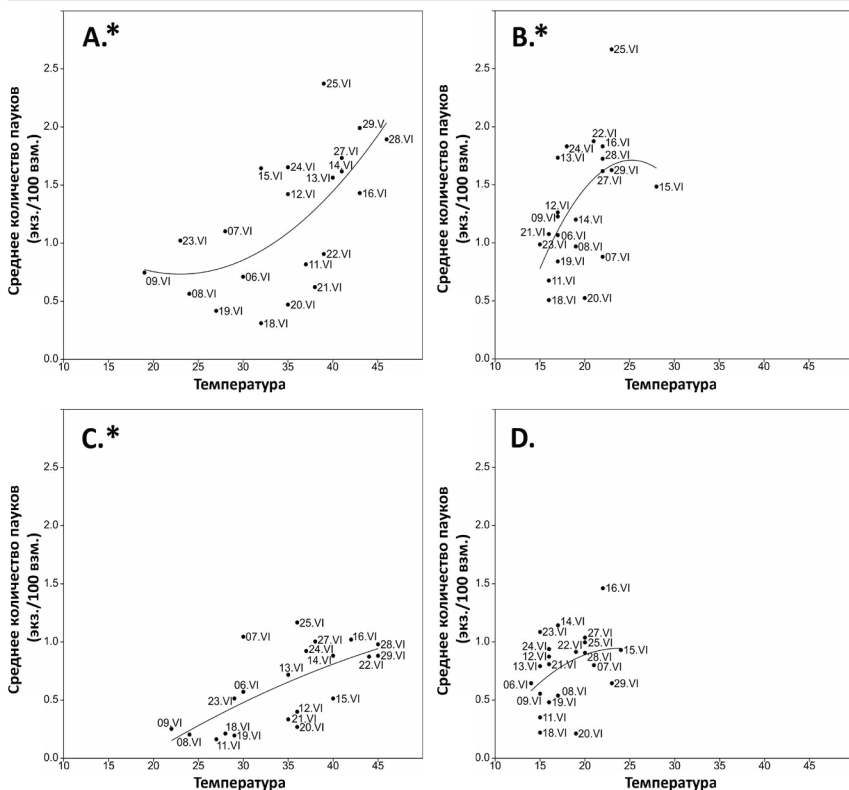 A.*
Среднее количество пауков
(экз./100 взм.)
2.5
2.0
1.5
1.0
0.5
0.0
25.VI
29.V
28.VI
27.VI
24.VI
14.VI
15.VI
13.VI
12.VI
16.VI
07.VI
23.VI
22.VI
11.VI
09.VI
06.VI
21.VI
08.VI
20.VI
19.VI
18.VI
10 15 20 25 30 35 40 45
Температура
B.*
Среднее количество пауков
(экз./100 взм.)
2.5
2.0
1.5
1.0
0.5
0.0
25.VI
22.VI
24.VI
16.VI
13.VI
28.VI
29.VI
27.VI
15.VI
12.VI
09.VI
14.VI
21.VI
06.VI
23.VI
08.VI
19.VI
07.VI
11.VI
18.VI
20.VI
10 15 20 25 30 35 40 45
Температура
C.*
Среднее количество пауков
(экз./100 взм.)
2.5
2.0
1.5
1.0
0.5
0.0
25.VI
07.VI
27.VI
16.VI
28.VI
24.VI
14.VI
22.VI
29.VI
13.VI
06.VI
23.VI
15.VI
12.VI
21.VI
09.VI
18.VI
20.VI
08.VI
19.VI
11.VI
10 15 20 25 30 35 40 45
Температура
D.
Среднее количество пауков
(экз./100 взм.)
2.5
2.0
1.5
1.0
0.5
0.0
16.VI
14.VI
23.VI
27.VI
24.VI
22.VI
25.VI
15.VI
12.VI
28.VI
13.VI
21.VI
07.VI
06.VI
29.VI
09.VI
08.VI
19.VI
11.VI
18.VI
20.VI
10 15 20 25 30 35 40 45
Температура